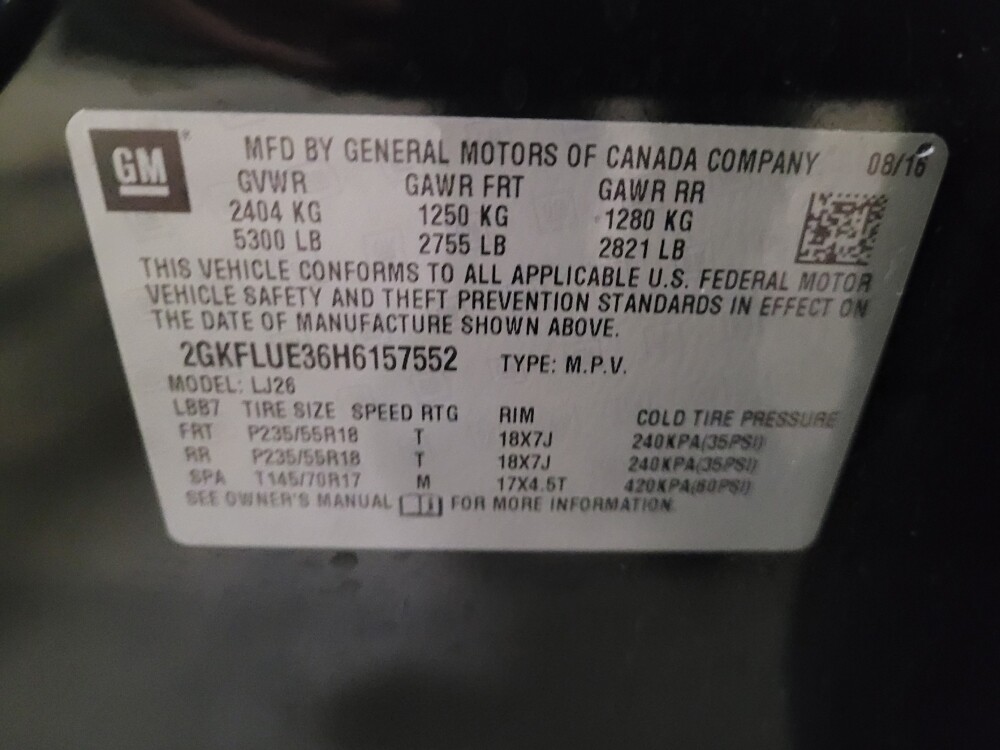 GM ®
MFD BY GENERAL MOTORS OF CANADA COMPANY 08/16
GVWR GAWR FRT GAWR RR
2404 KG 1250 KG 1280 KG
5300 LB 2755 LB 2821 LB
THIS VEHICLE CONFORMS TO ALL APPLICABLE U.S. FEDERAL MOTOR
VEHICLE SAFETY AND THEFT PREVENTION STANDARDS IN EFFECT ON
THE DATE OF MANUFACTURE SHOWN ABOVE.
2GKFLUE36H6157552 TYPE: M.P.V.
MODEL: LJ26
LBB7 TIRE SIZE SPEED RTG RIM COLD TIRE PRESSURE
FRT P235/55R18 T 18X7J 240KPA(35PSI)
RR P235/55R18 T 18X7J 240KPA(35PSI)
SPA T145/70R17 M 17X4.5T 420KPA(60PSI)
SEE OWNER'S MANUAL FOR MORE INFORMATION.